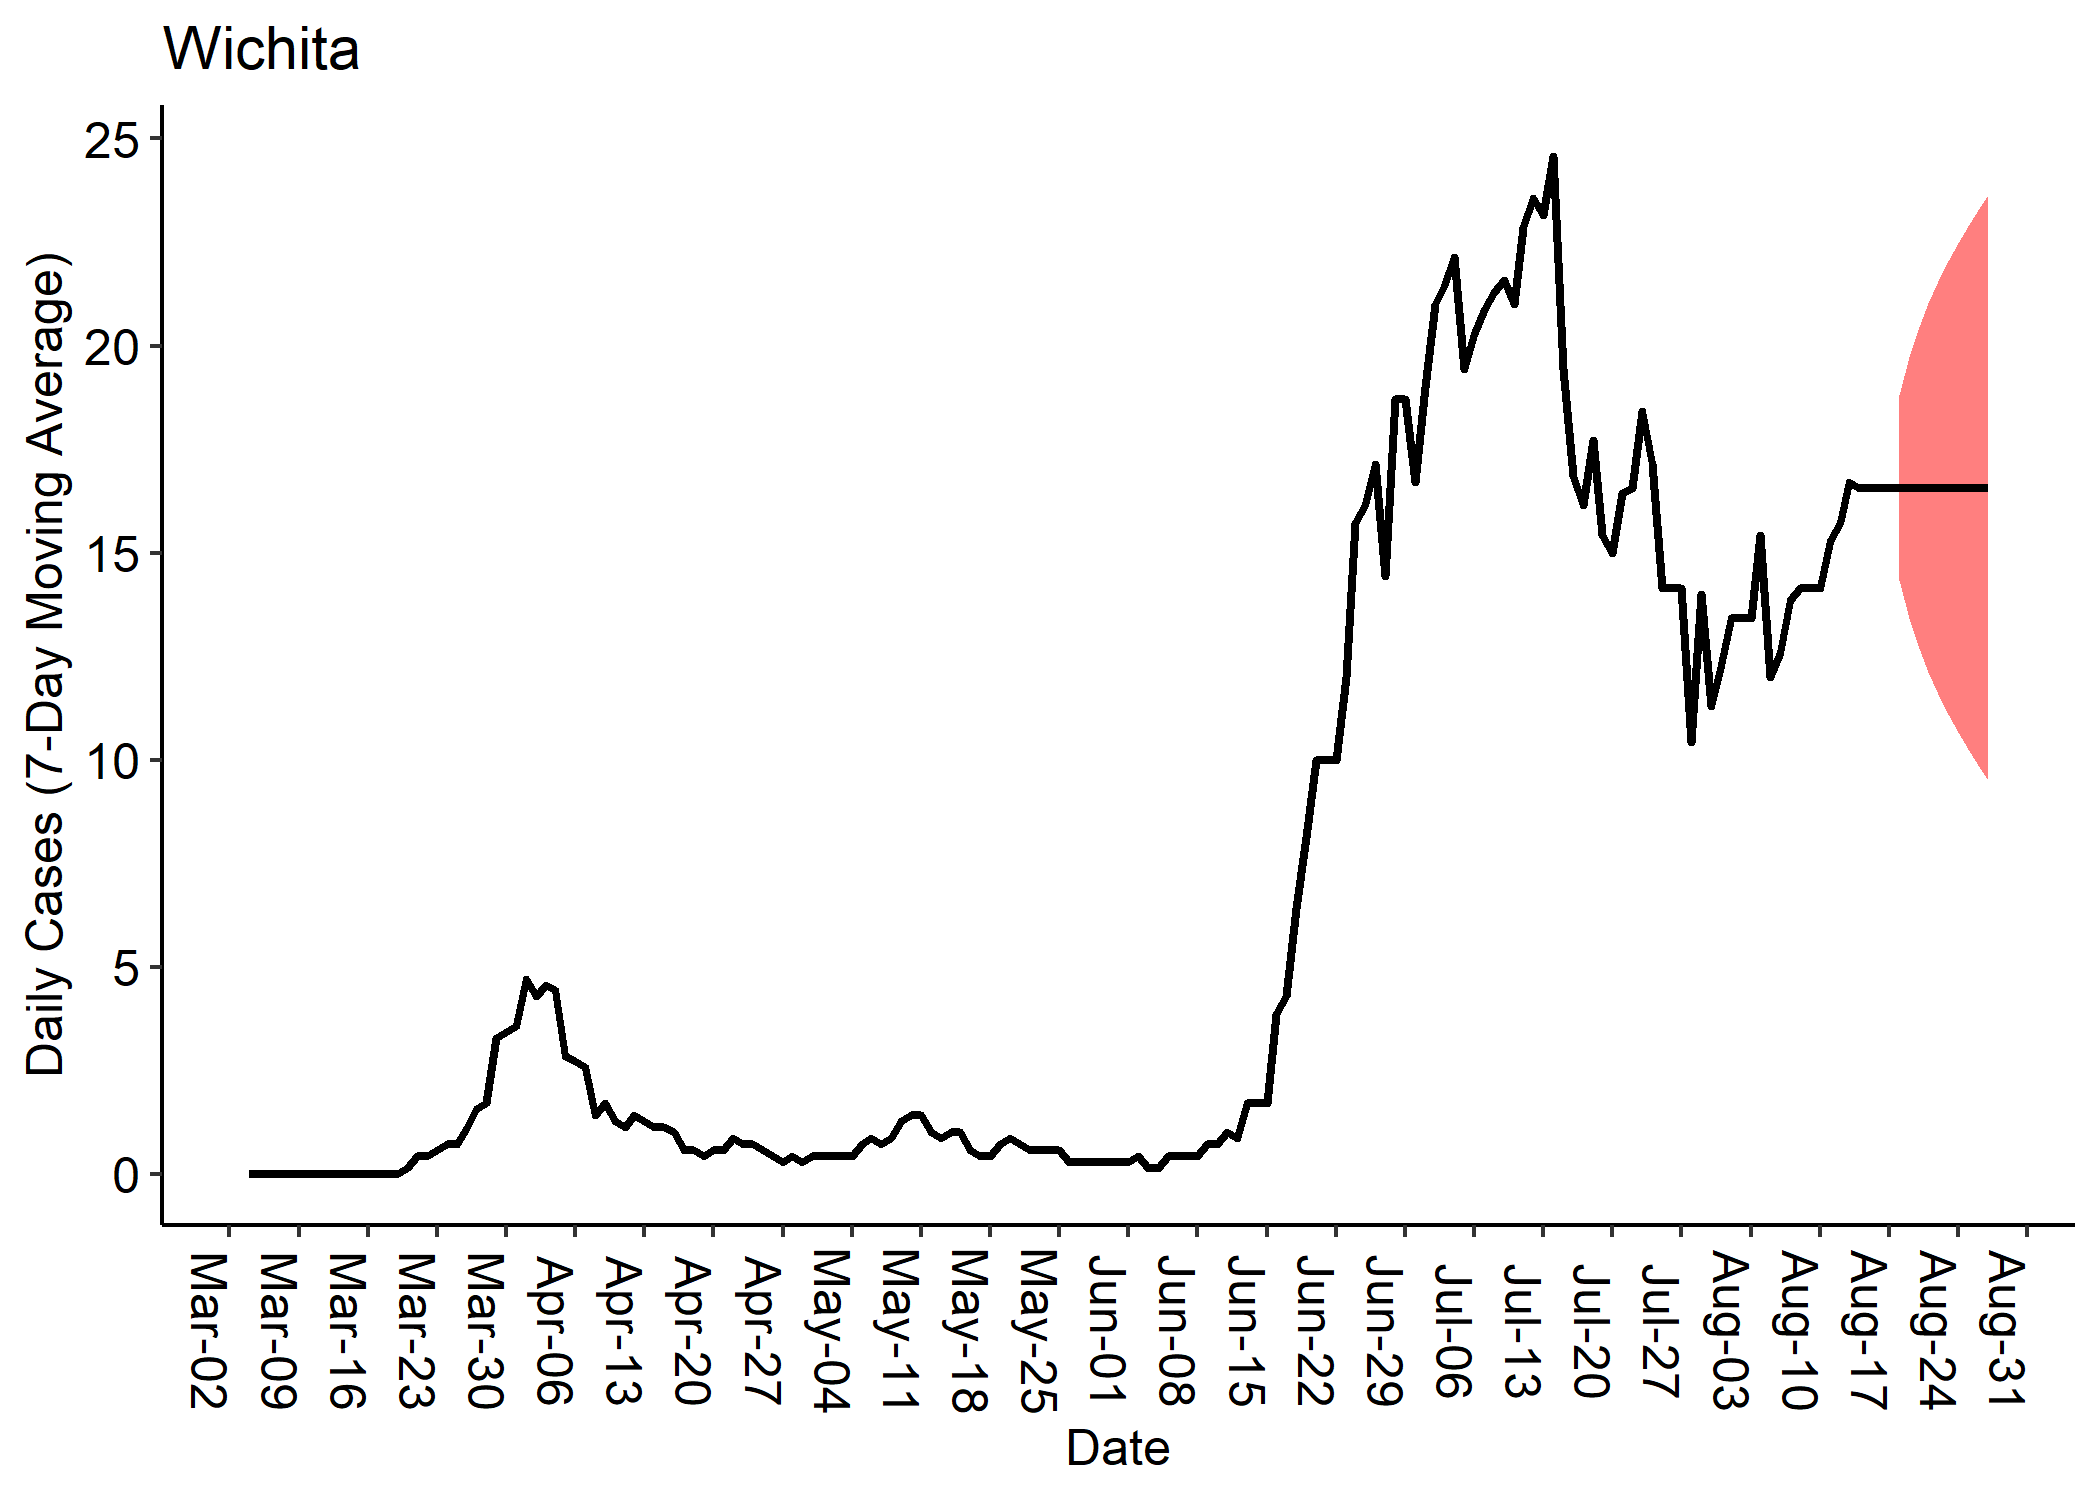 Wichita
Daily Cases (7-Day Moving Average)
25
20
15
10
5
0
Mar-02
Mar-09
Mar-16
Mar-23
Mar-30
Apr-06
Apr-13
Apr-20
Apr-27
May-04
May-11
May-18
May-25
Jun-01
Jun-08
Jun-15
Jun-22
Jun-29
Jul-06
Jul-13
Jul-20
Jul-27
Aug-03
Aug-10
Aug-17
Aug-24
Aug-31
Date